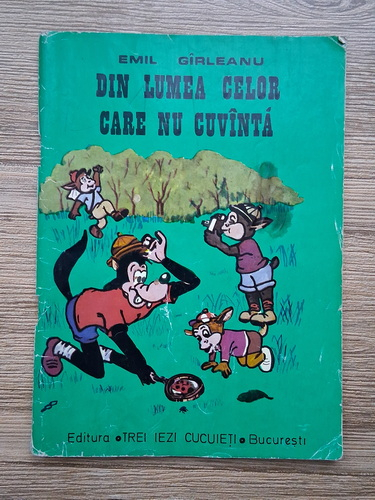 EMIL GÎRLEANU
DIN LUMEA CELOR
CARE NU CUVÎNTĂ
Editura • TREI IEZI CUCUIEȚI • București